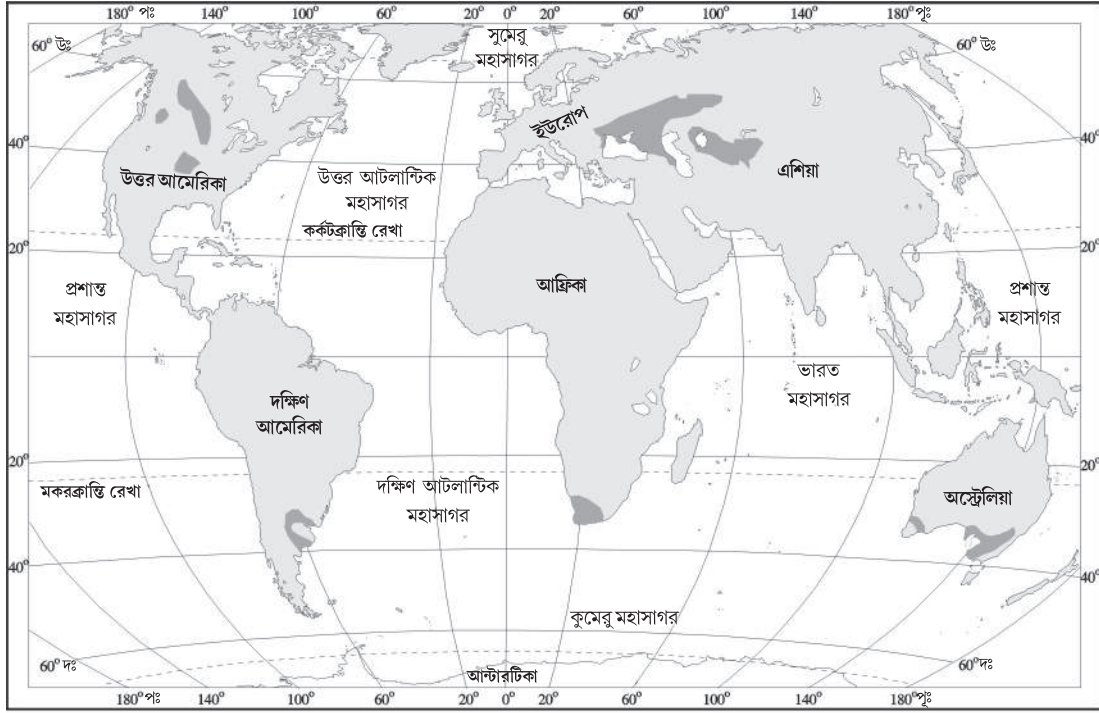 180° পঃ 140° 100° 60° 20° 0° 20° 60° 100° 140° 180° পূঃ
60° উঃ
60° উঃ
সুমেরু
মহাসাগর
ইউরোপ
40°
40°
উত্তর আমেরিকা
উত্তর আটলান্টিক
মহাসাগর
এশিয়া
কর্কটক্রান্তি রেখা
20°
20°
প্রশান্ত
মহাসাগর
আফ্রিকা
প্রশান্ত
মহাসাগর
ভারত
মহাসাগর
দক্ষিণ
আমেরিকা
20°
20°
মকরক্রান্তি রেখা
দক্ষিণ আটলান্টিক
মহাসাগর
অস্ট্রেলিয়া
40°
40°
কুমেরু মহাসাগর
60° দঃ
60° দঃ
আন্টারটিকা
180° পঃ 140° 100° 60° 20° 0° 20° 60° 100° 140° 180° পূঃ